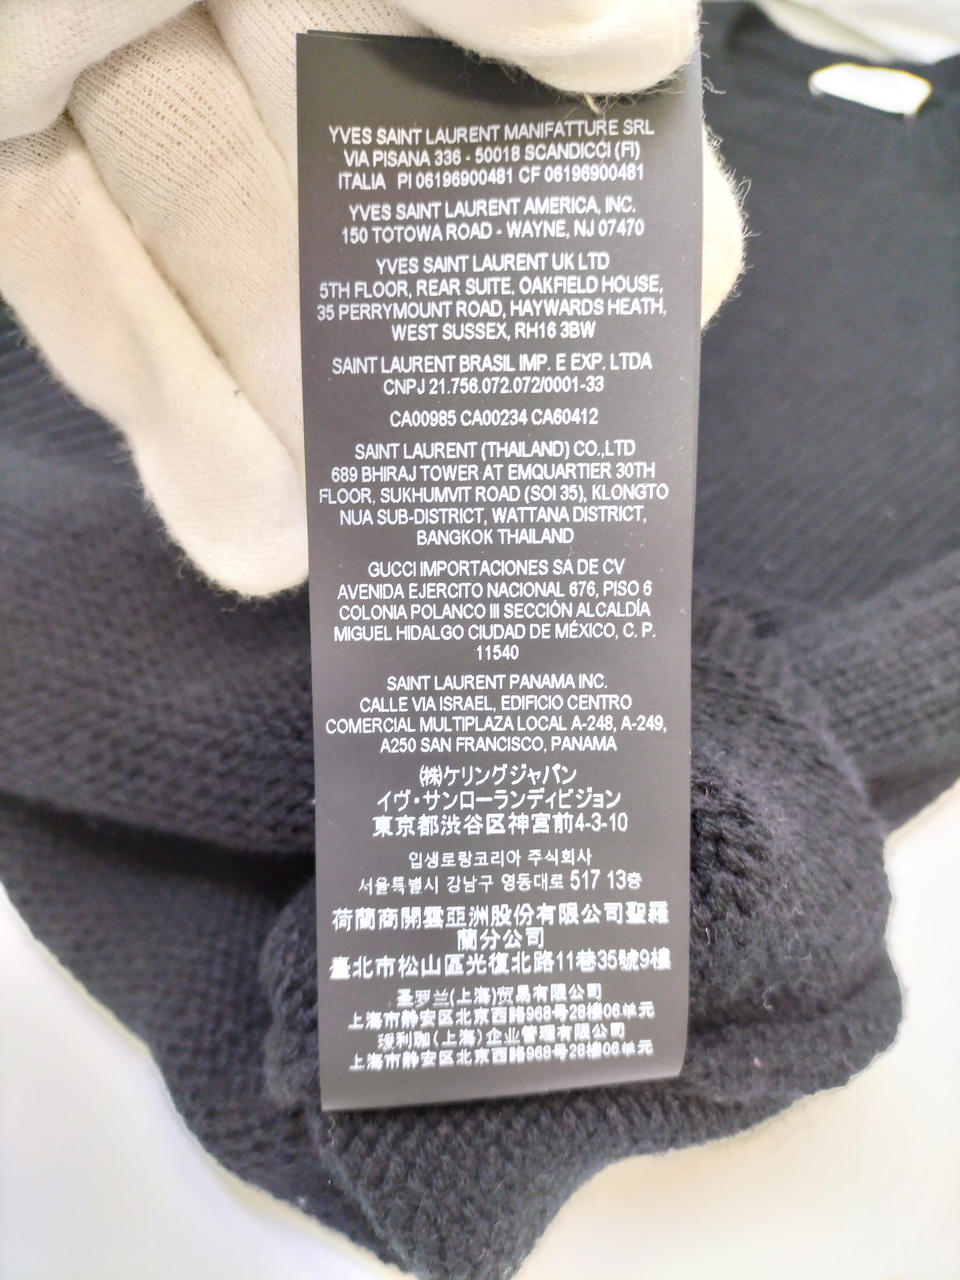 YVES SAINT LAURENT MANIFATTURE SRL
VIA PISANA 336 - 50018 SCANDICCI (FI)
ITALIA PI 06196900481 CF 06196900481
YVES SAINT LAURENT AMERICA, INC.
150 TOTOWA ROAD - WAYNE, NJ 07470
YVES SAINT LAURENT UK LTD
5TH FLOOR, REAR SUITE, OAKFIELD HOUSE,
35 PERRYMOUNT ROAD, HAYWARDS HEATH,
WEST SUSSEX, RH16 3BW
SAINT LAURENT BRASIL IMP. E EXP. LTDA
CNPJ 21.756.072.072/0001-33
CA00985 CA00234 CA60412
SAINT LAURENT (THAILAND) CO.,LTD
689 BHIRAJ TOWER AT EMQUARTIER 30TH
FLOOR, SUKHUMVIT ROAD (SOI 35), KLONGTO
NUA SUB-DISTRICT, WATTANA DISTRICT,
BANGKOK THAILAND
GUCCI IMPORTACIONES SA DE CV
AVENIDA EJERCITO NACIONAL 676, PISO 6
COLONIA POLANCO III SECCIÓN ALCALDÍA
MIGUEL HIDALGO CIUDAD DE MÉXICO, C. P.
11540
SAINT LAURENT PANAMA INC.
CALLE VIA ISRAEL, EDIFICIO CENTRO
COMERCIAL MULTIPLAZA LOCAL A-248, A-249,
A250 SAN FRANCISCO, PANAMA
㈱ケリングジャパン
イヴ・サンローランディビジョン
東京都渋谷区神宮前4-3-10
입생로랑코리아 주식회사
서울특별시 강남구 영동대로 517 13층
荷蘭商開雲亞洲股份有限公司聖羅
蘭分公司
臺北市松山區光復北路11巷35號9樓
圣罗兰(上海)贸易有限公司
上海市静安区北京西路968号28楼06单元
(上海)企业管理有限公司
上海市静安区北京西路968号28楼06单元